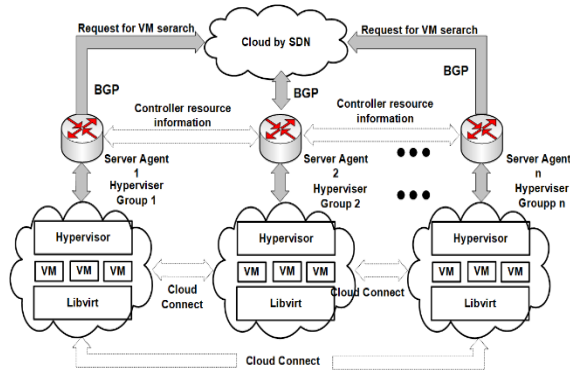 Request for VM serarch
Cloud by SDN
Request for VM search
BGP
BGP
BGP
Controller resource
information
Controller resource
information
Server Agent
1
Hyperviser
Group 1
Server Agent
2
Hyperviser
Group 2
Server Agent
n
Hyperviser
Groupp n
Hypervisor
VM
VM
VM
Libvirt
Hypervisor
VM
VM
VM
Libvirt
Hypervisor
VM
VM
VM
Libvirt
Cloud
Connect
Cloud Connect
Cloud Connect